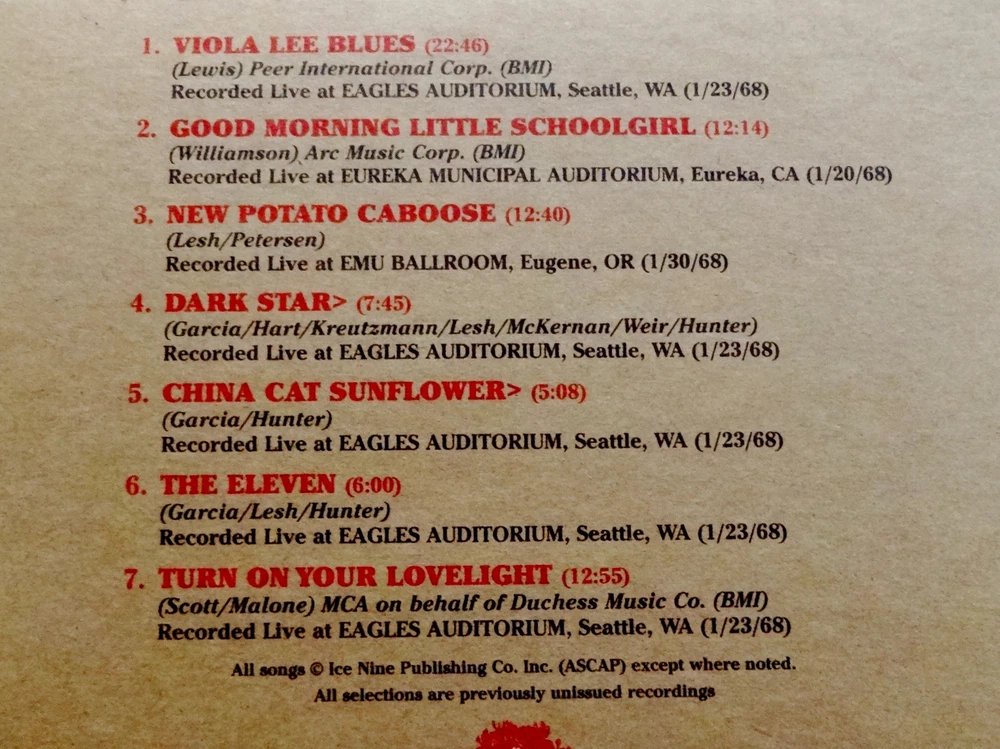 1. VIOLA LEE BLUES (22:46)
(Lewis) Peer International Corp. (BMI)
Recorded Live at EAGLES AUDITORIUM, Seattle, WA (1/23/68)
2. GOOD MORNING LITTLE SCHOOLGIRL (12:14)
(Williamson) Arc Music Corp. (BMI)
Recorded Live at EUREKA MUNICIPAL AUDITORIUM, Eureka, CA (1/20/68)
3. NEW POTATO CABOOSE (12:40)
(Lesh/Petersen)
Recorded Live at EMU BALLROOM, Eugene, OR (1/30/68)
4. DARK STAR> (7:45)
(Garcia/Hart/Kreutzmann/Lesh/McKernan/Weir/Hunter)
Recorded Live at EAGLES AUDITORIUM, Seattle, WA (1/23/68)
5. CHINA CAT SUNFLOWER> (5:08)
(Garcia/Hunter)
Recorded Live at EAGLES AUDITORIUM, Seattle, WA (1/23/68)
6. THE ELEVEN (6:00)
(Garcia/Lesh/Hunter)
Recorded Live at EAGLES AUDITORIUM, Seattle, WA (1/23/68)
7. TURN ON YOUR LOVELIGHT (12:55)
(Scott/Malone) MCA on behalf of Duchess Music Co. (BMI)
Recorded Live at EAGLES AUDITORIUM, Seattle, WA (1/23/68)
All songs © Ice Nine Publishing Co. Inc. (ASCAP) except where noted.
All selections are previously unissued recordings